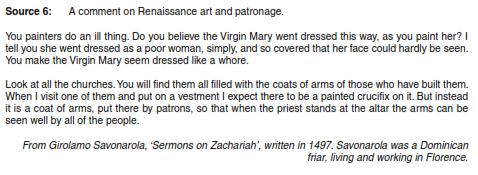 Source 6: A comment on Renaissance art and patronage.
You painters do an ill thing. Do you believe the Virgin Mary went dressed this way, as you paint her? I
tell you she went dressed as a poor woman, simply, and so covered that her face could hardly be seen.
You make the Virgin Mary seem dressed like a whore.
Look at all the churches. You will find them all filled with the coats of arms of those who have built them.
When I visit one of them and put on a vestment I expect there to be a painted crucifix on it. But instead
it is a coat of arms, put there by patrons, so that when the priest stands at the altar the arms can be
seen well by all of the people.
From Girolamo Savonarola, ‘Sermons on Zachariah’, written in 1497. Savonarola was a Dominican
friar, living and working in Florence.